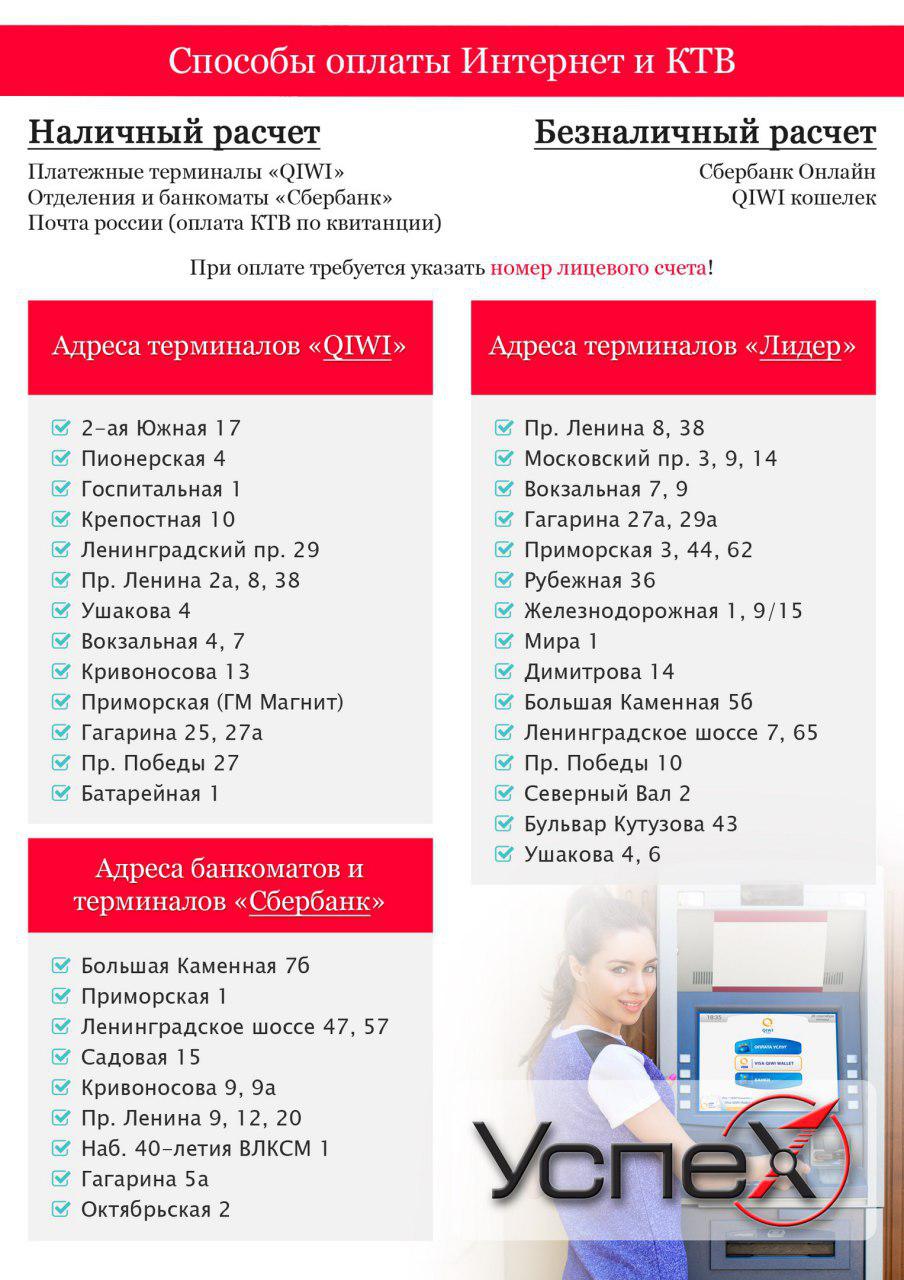 Способы оплаты Интернет и КТВ
Наличный расчет
Платежные терминалы «QIWI»
Отделения и банкоматы «Сбербанк»
Почта россии (оплата КТВ по квитанции)
Безналичный расчет
Сбербанк Онлайн
QIWI кошелек
При оплате требуется указать номер лицевого счета!
Адреса терминалов «QIWI»
2-ая Южная 17
Пионерская 4
Госпитальная 1
Крепостная 10
Ленинградский пр. 29
Пр. Ленина 2а, 8, 38
Ушакова 4
Вокзальная 4, 7
Кривоносова 13
Приморская (ГМ Магнит)
Гагарина 25, 27а
Пр. Победы 27
Батарейная 1
Адреса банкоматов и
терминалов «Сбербанк»
Большая Каменная 7б
Приморская 1
Ленинградское шоссе 47, 57
Садовая 15
Кривоносова 9, 9а
Пр. Ленина 9, 12, 20
Наб. 40-летия ВЛКСМ 1
Гагарина 5а
Октябрьская 2
Адреса терминалов «Лидер»
Пр. Ленина 8, 38
Московский пр. 3, 9, 14
Вокзальная 7, 9
Гагарина 27а, 29а
Приморская 3, 44, 62
Рубежная 36
Железнодорожная 1, 9/15
Мира 1
Димитрова 14
Большая Каменная 5б
Ленинградское шоссе 7, 65
Пр. Победы 10
Северный Вал 2
Бульвар Кутузова 43
Ушакова 4, 6
18:35
QIWI
ОПЛАТА УСЛУГ
VISA QIWI WALLET
Успех